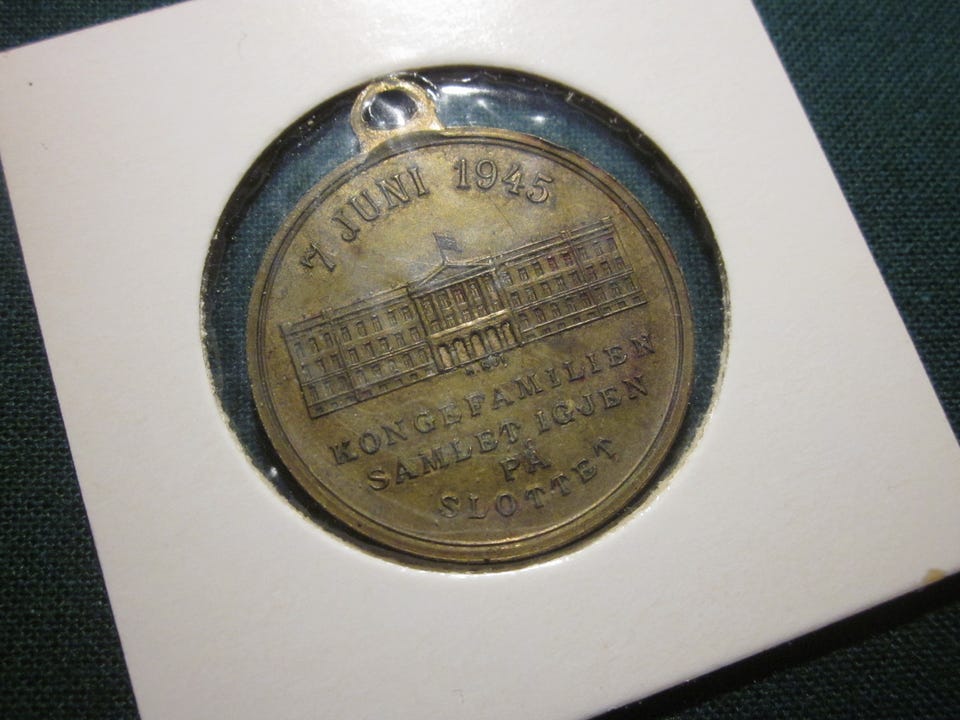 7 JUNI 1945
KONGEFAMILIEN
SAMLET IGJEN
PÅ
SLOTTET